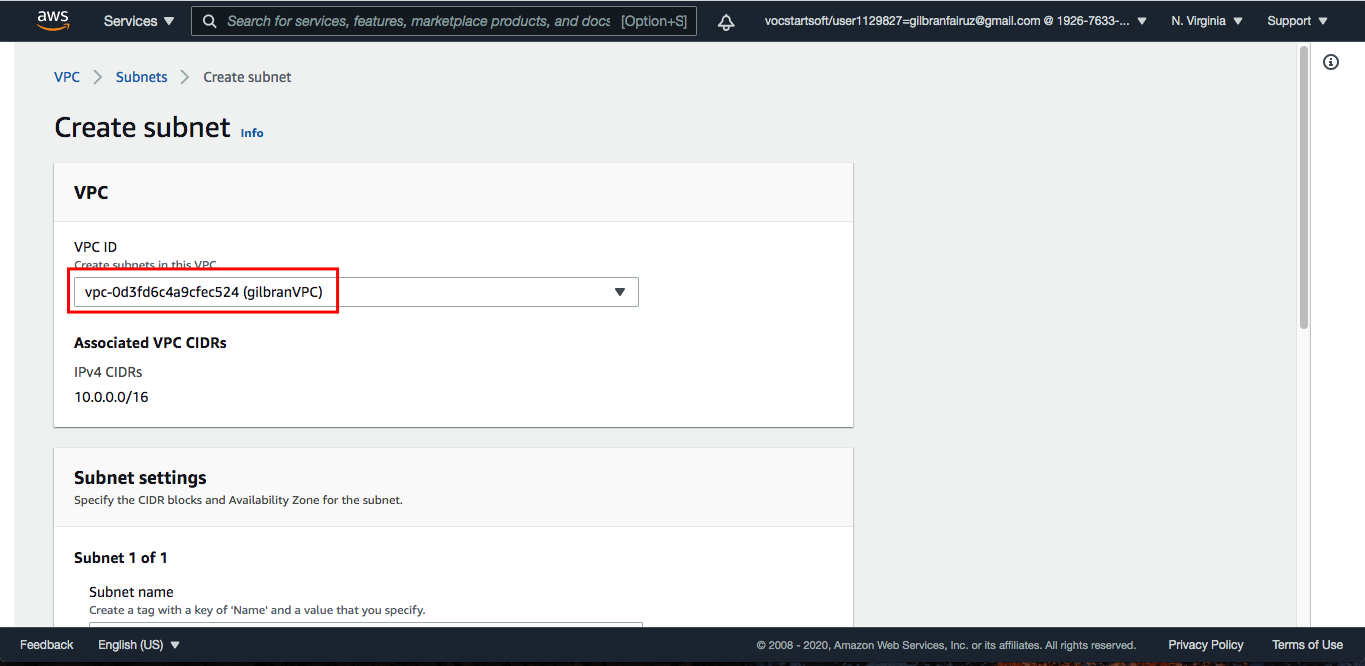 aws Services Search for services, features, marketplace products, and docs [Option+S] vocstartsoft/user1129827=gilbranfairuz@gmail.com @ 1926-7633-... N. Virginia Support
VPC Subnets Create subnet
Create subnet Info
VPC
VPC ID
Create subnets in this VPC.
vpc-0d3fd6c4a9cfec524 (gilbranVPC)
Associated VPC CIDRs
IPv4 CIDRs
10.0.0.0/16
Subnet settings
Specify the CIDR blocks and Availability Zone for the subnet.
Subnet 1 of 1
Subnet name
Create a tag with a key of 'Name' and a value that you specify.
Feedback English (US) © 2008 - 2020, Amazon Web Services, Inc. or its affiliates. All rights reserved. Privacy Policy Terms of Use